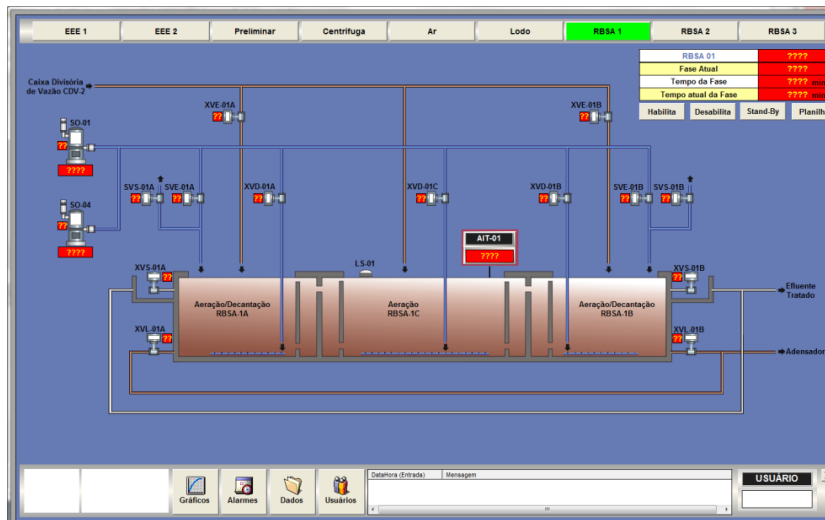 EEE 1
EEE 2
Preliminar
Centrífuga
Ar
Lodo
RBSA 1
RBSA 2
RBSA 3
RBSA 01
????
Fase Atual
????
Tempo da Fase
???? min
Tempo atual da Fase
???? min
Habilita
Desabilita
Stand-By
Planilh
Caixa Divisória
de Vazão CDV-2
XVE-01A
??
XVE-01B
??
SO-01
??
????
SO-04
??
????
SVS-01A
??
SVE-01A
??
XVD-01A
??
XVD-01C
??
XVD-01B
??
SVE-01B
??
SVS-01B
??
AIT-01
????
LS-01
XVS-01A
??
XVS-01B
??
Efluente
Tratado
Aeração/Decantação
RBSA-1A
Aeração
RBSA-1C
Aeração/Decantação
RBSA-1B
XVL-01A
??
XVL-01B
??
Adensador
Gráficos
Alarmes
Dados
Usuários
DataHora (Entrada)
Mensagem
USUÁRIO